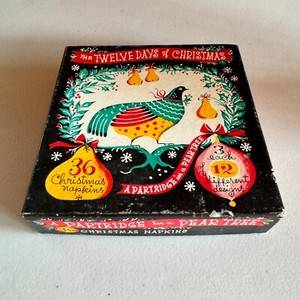 THE TWELVE DAYS of CHRISTMAS
36
Christmas
napkins
A PARTRIDGE in a PEAR TREE
3
each
12
different
designs
A PARTRIDGE in a PEAR TREE
CHRISTMAS NAPKINS